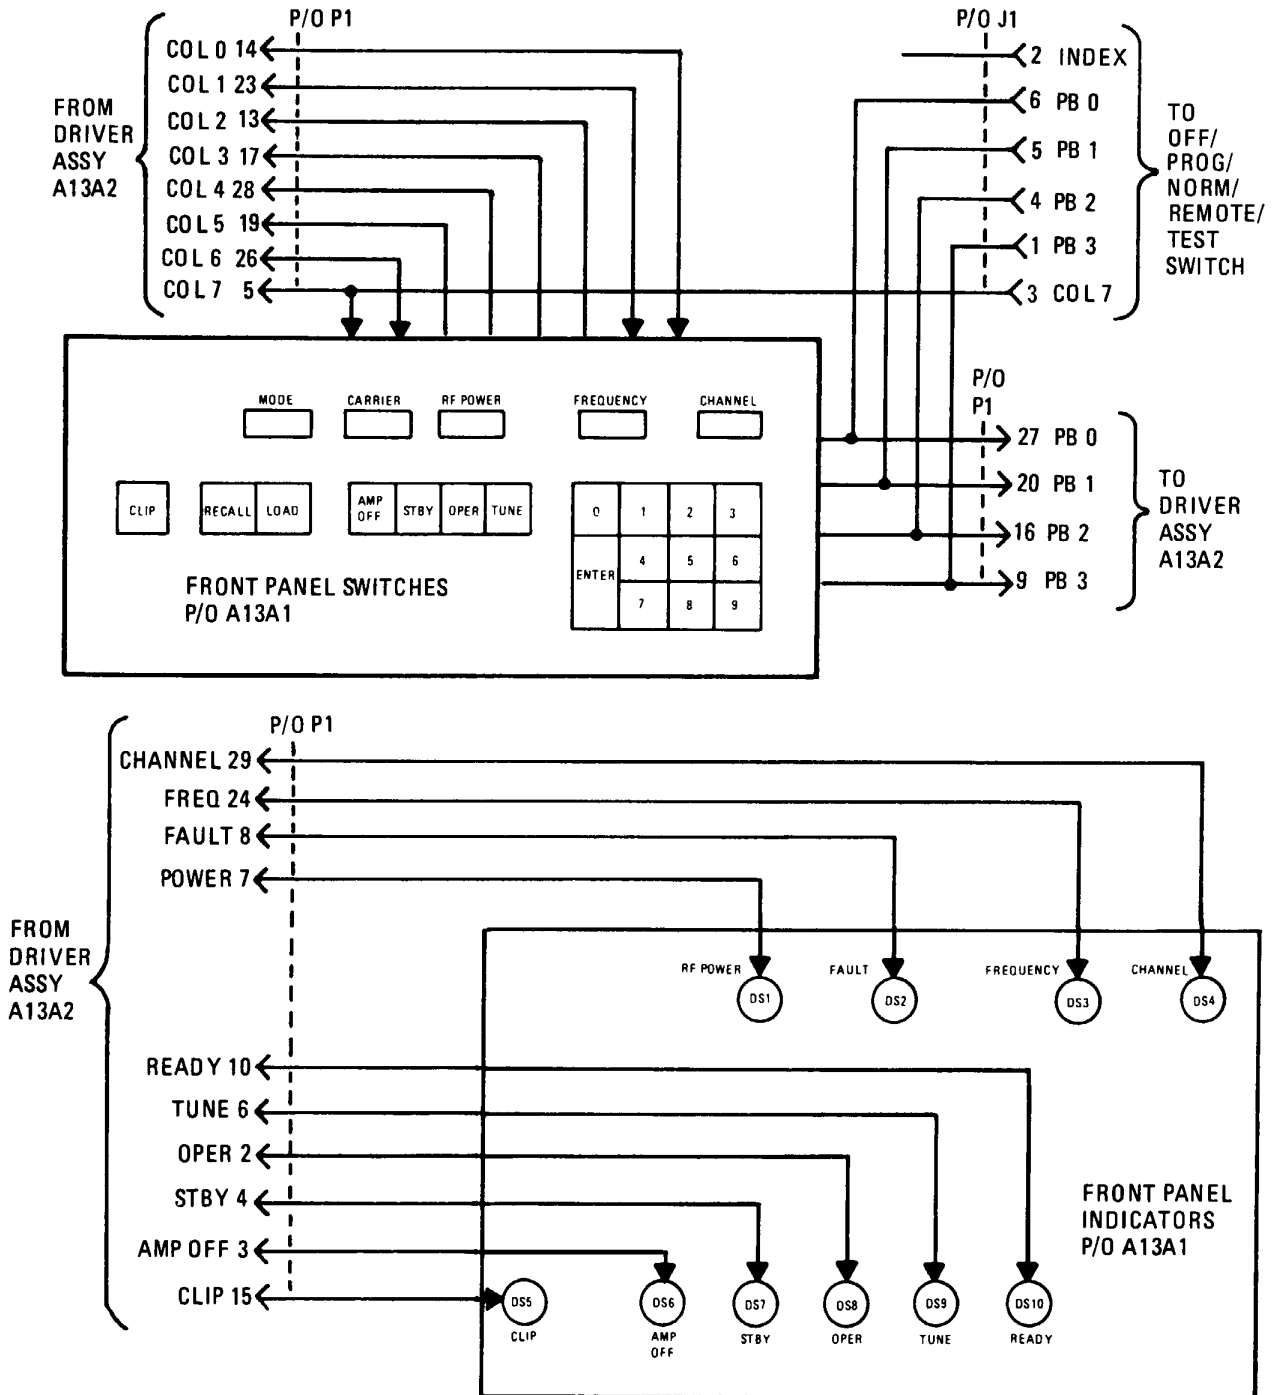 P/O P1
COL 0 14
COL 1 23
COL 2 13
COL 3 17
COL 4 28
COL 5 19
COL 6 26
COL 7 5
FROM
DRIVER
ASSY
A13A2
P/O J1
2 INDEX
6 PB 0
5 PB 1
4 PB 2
1 PB 3
3 COL 7
TO
OFF/
PROG/
NORM/
REMOTE/
TEST
SWITCH
MODE
CARRIER
RF POWER
FREQUENCY
CHANNEL
CLIP
RECALL
LOAD
AMP
OFF
STBY
OPER
TUNE
0
1
2
3
ENTER
4
5
6
7
8
9
FRONT PANEL SWITCHES
P/O A13A1
P/O
P1
27 PB 0
20 PB 1
16 PB 2
9 PB 3
TO
DRIVER
ASSY
A13A2
P/O P1
CHANNEL 29
FREQ 24
FAULT 8
POWER 7
FROM
DRIVER
ASSY
A13A2
READY 10
TUNE 6
OPER 2
STBY 4
AMP OFF 3
CLIP 15
RF POWER
DS1
FAULT
DS2
FREQUENCY
DS3
CHANNEL
DS4
FRONT PANEL
INDICATORS
P/O A13A1
DS5
CLIP
DS6
AMP
OFF
DS7
STBY
DS8
OPER
DS9
TUNE
DS10
READY